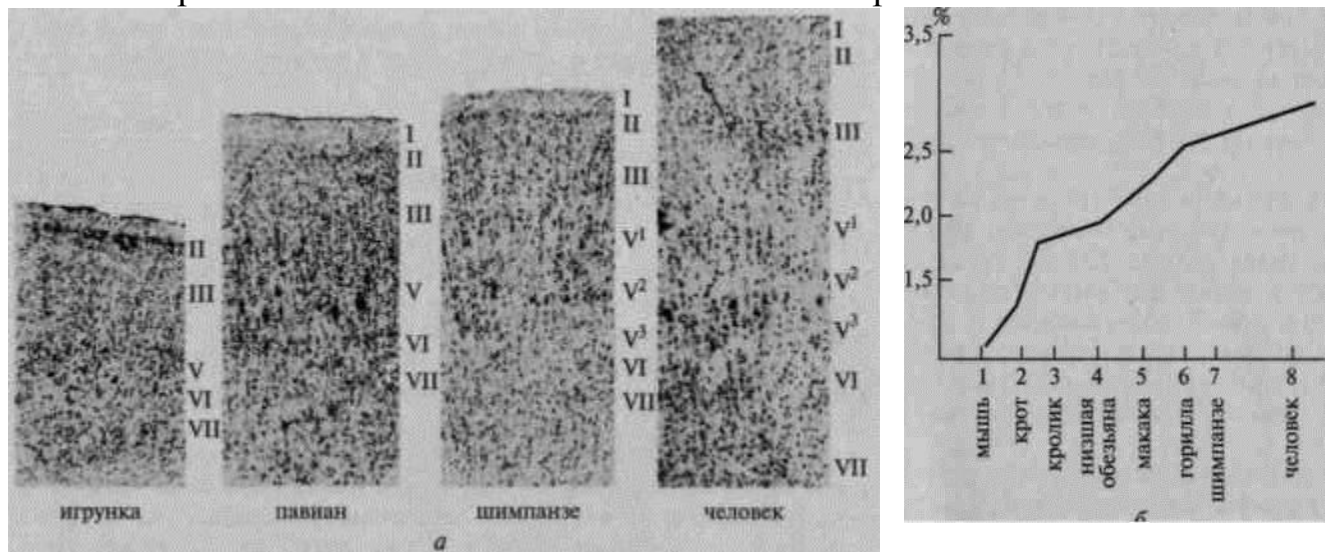 II
III
V
VI
VII
игрунка
I
II
III
V
VI
VII
павиан
I
II
III
V¹
V²
V³
VI
VII
шимпанзе
I
II
III
V¹
V²
V³
VI
VII
человек
а
%
3,5
2,5
2,0
1,5
1 2 3 4 5 6 7 8
мышь
крот
кролик
низшая
обезьяна
макака
горилла
шимпанзе
человек
б